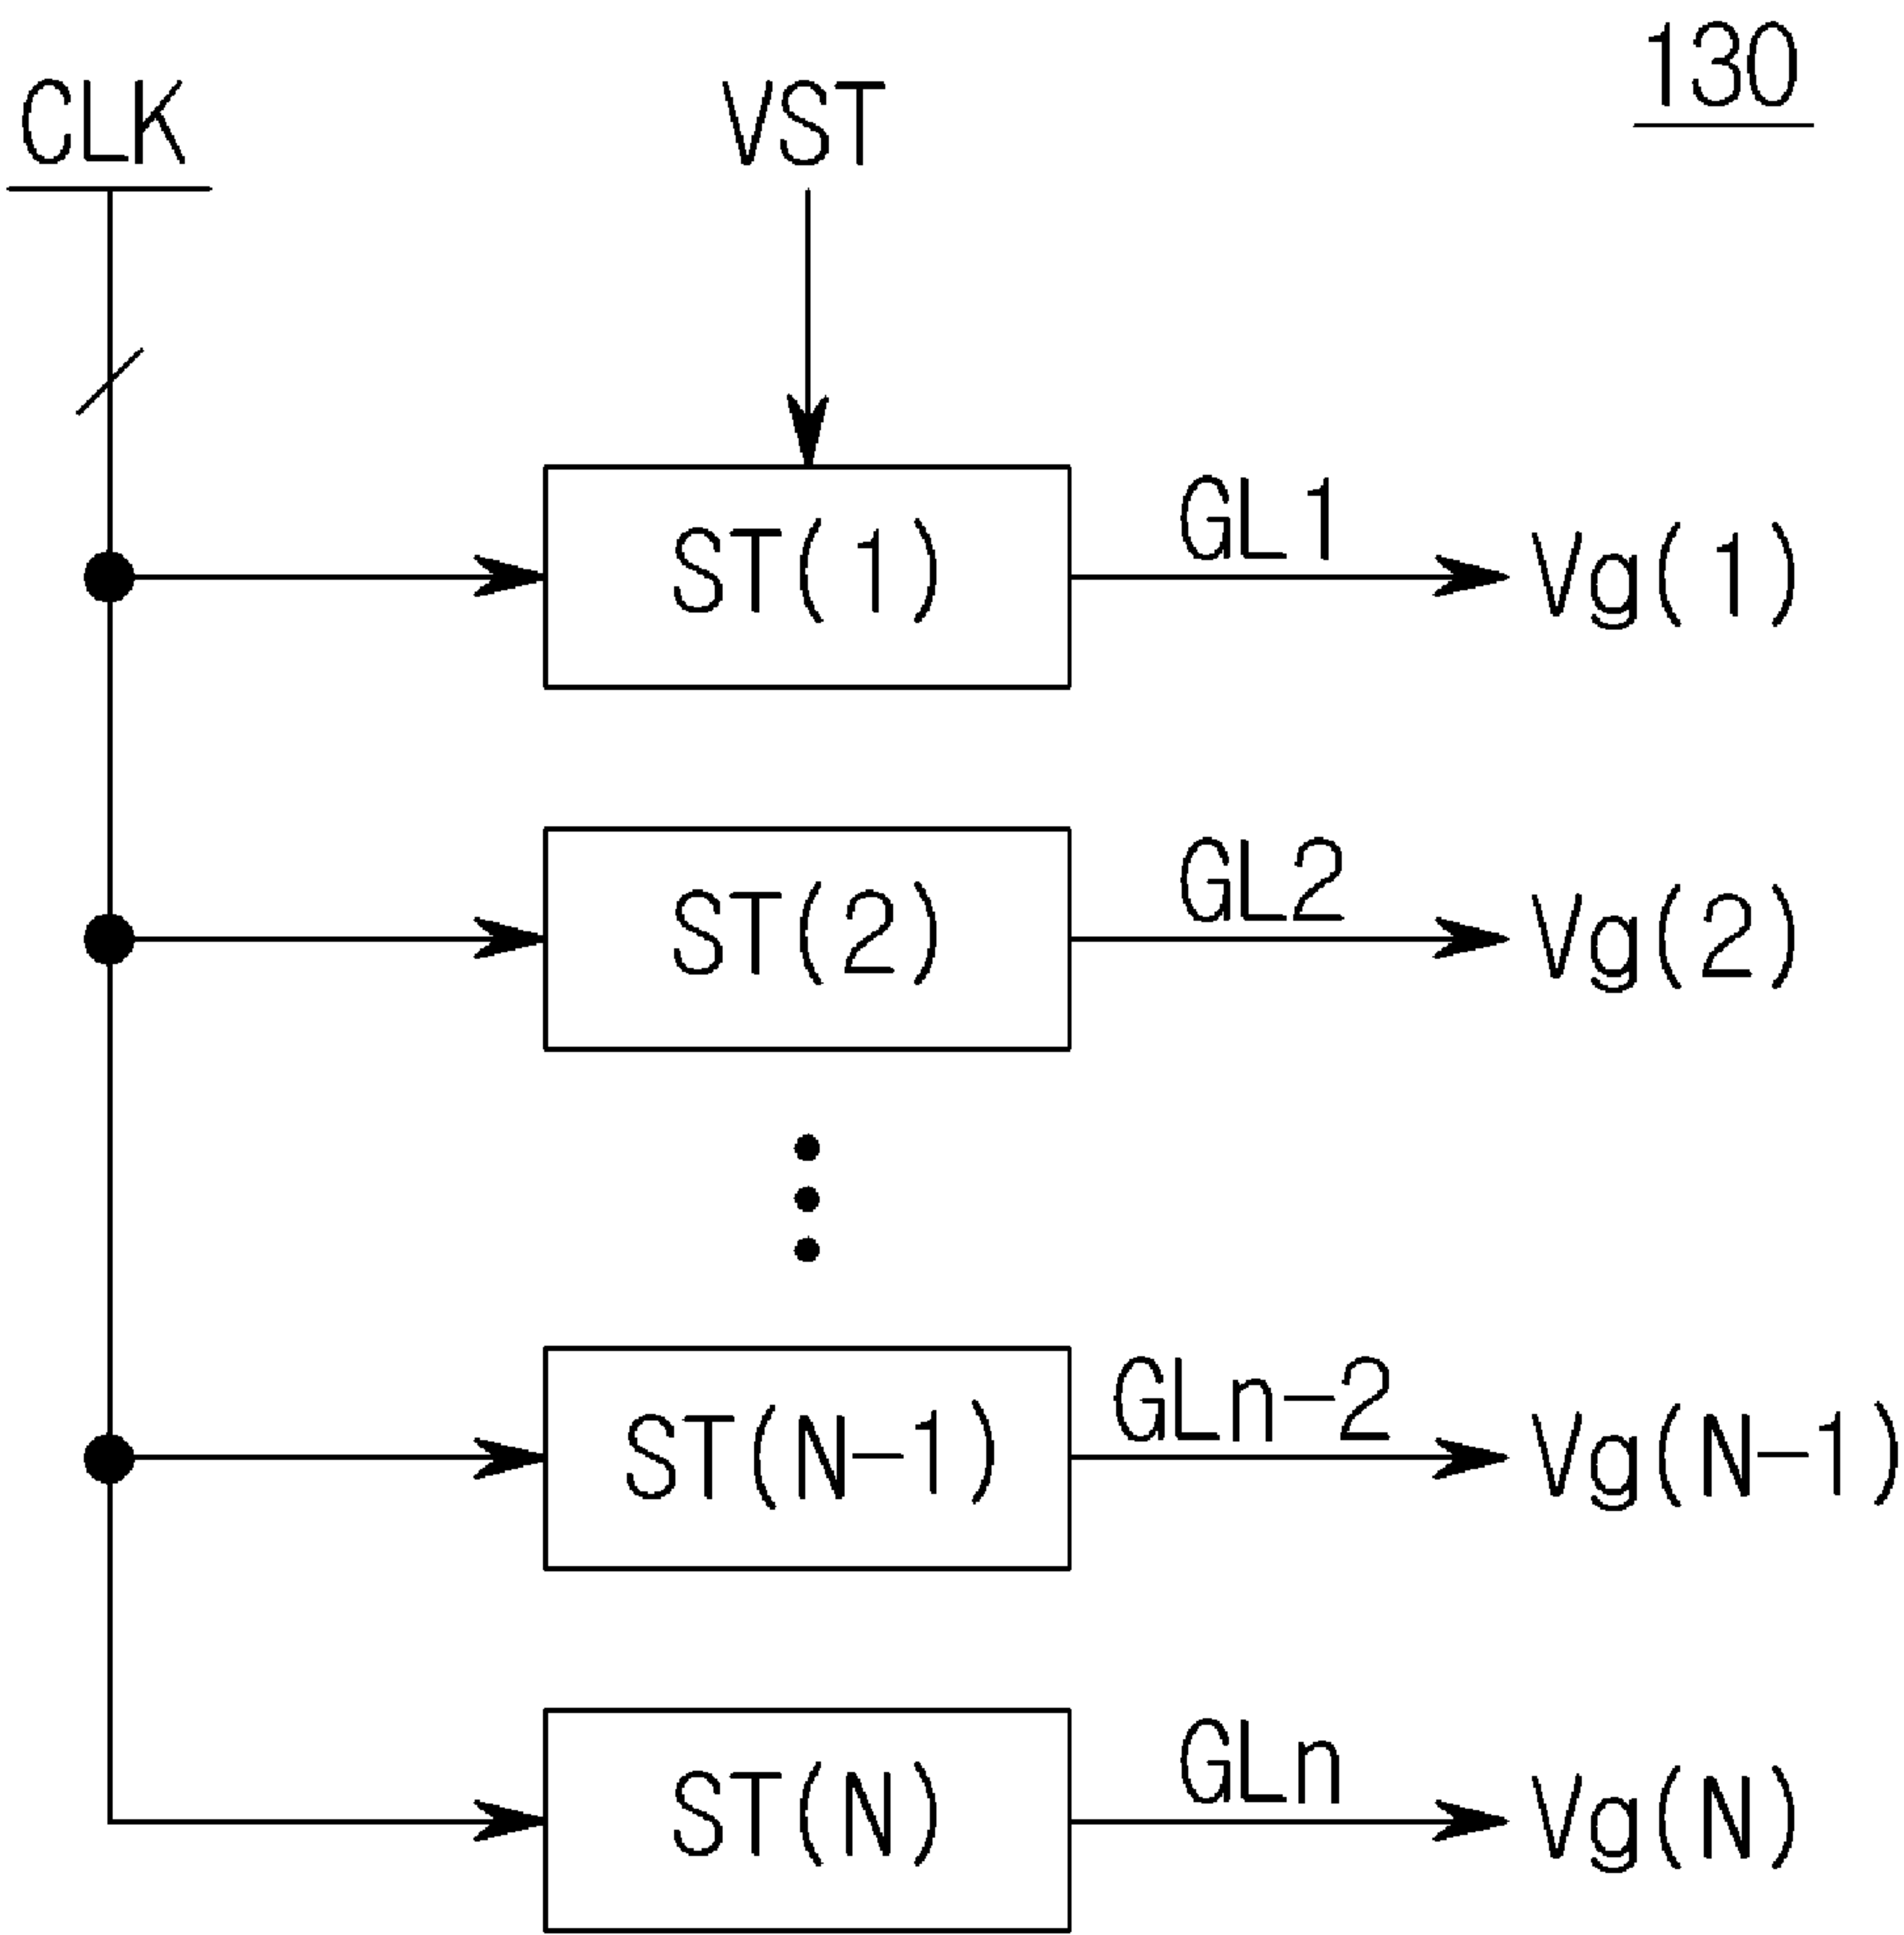 130
CLK
VST
ST(1)
GL1
Vg(1)
ST(2)
GL2
Vg(2)
ST(N-1)
GLn-2
Vg(N-1)
ST(N)
GLn
Vg(N)